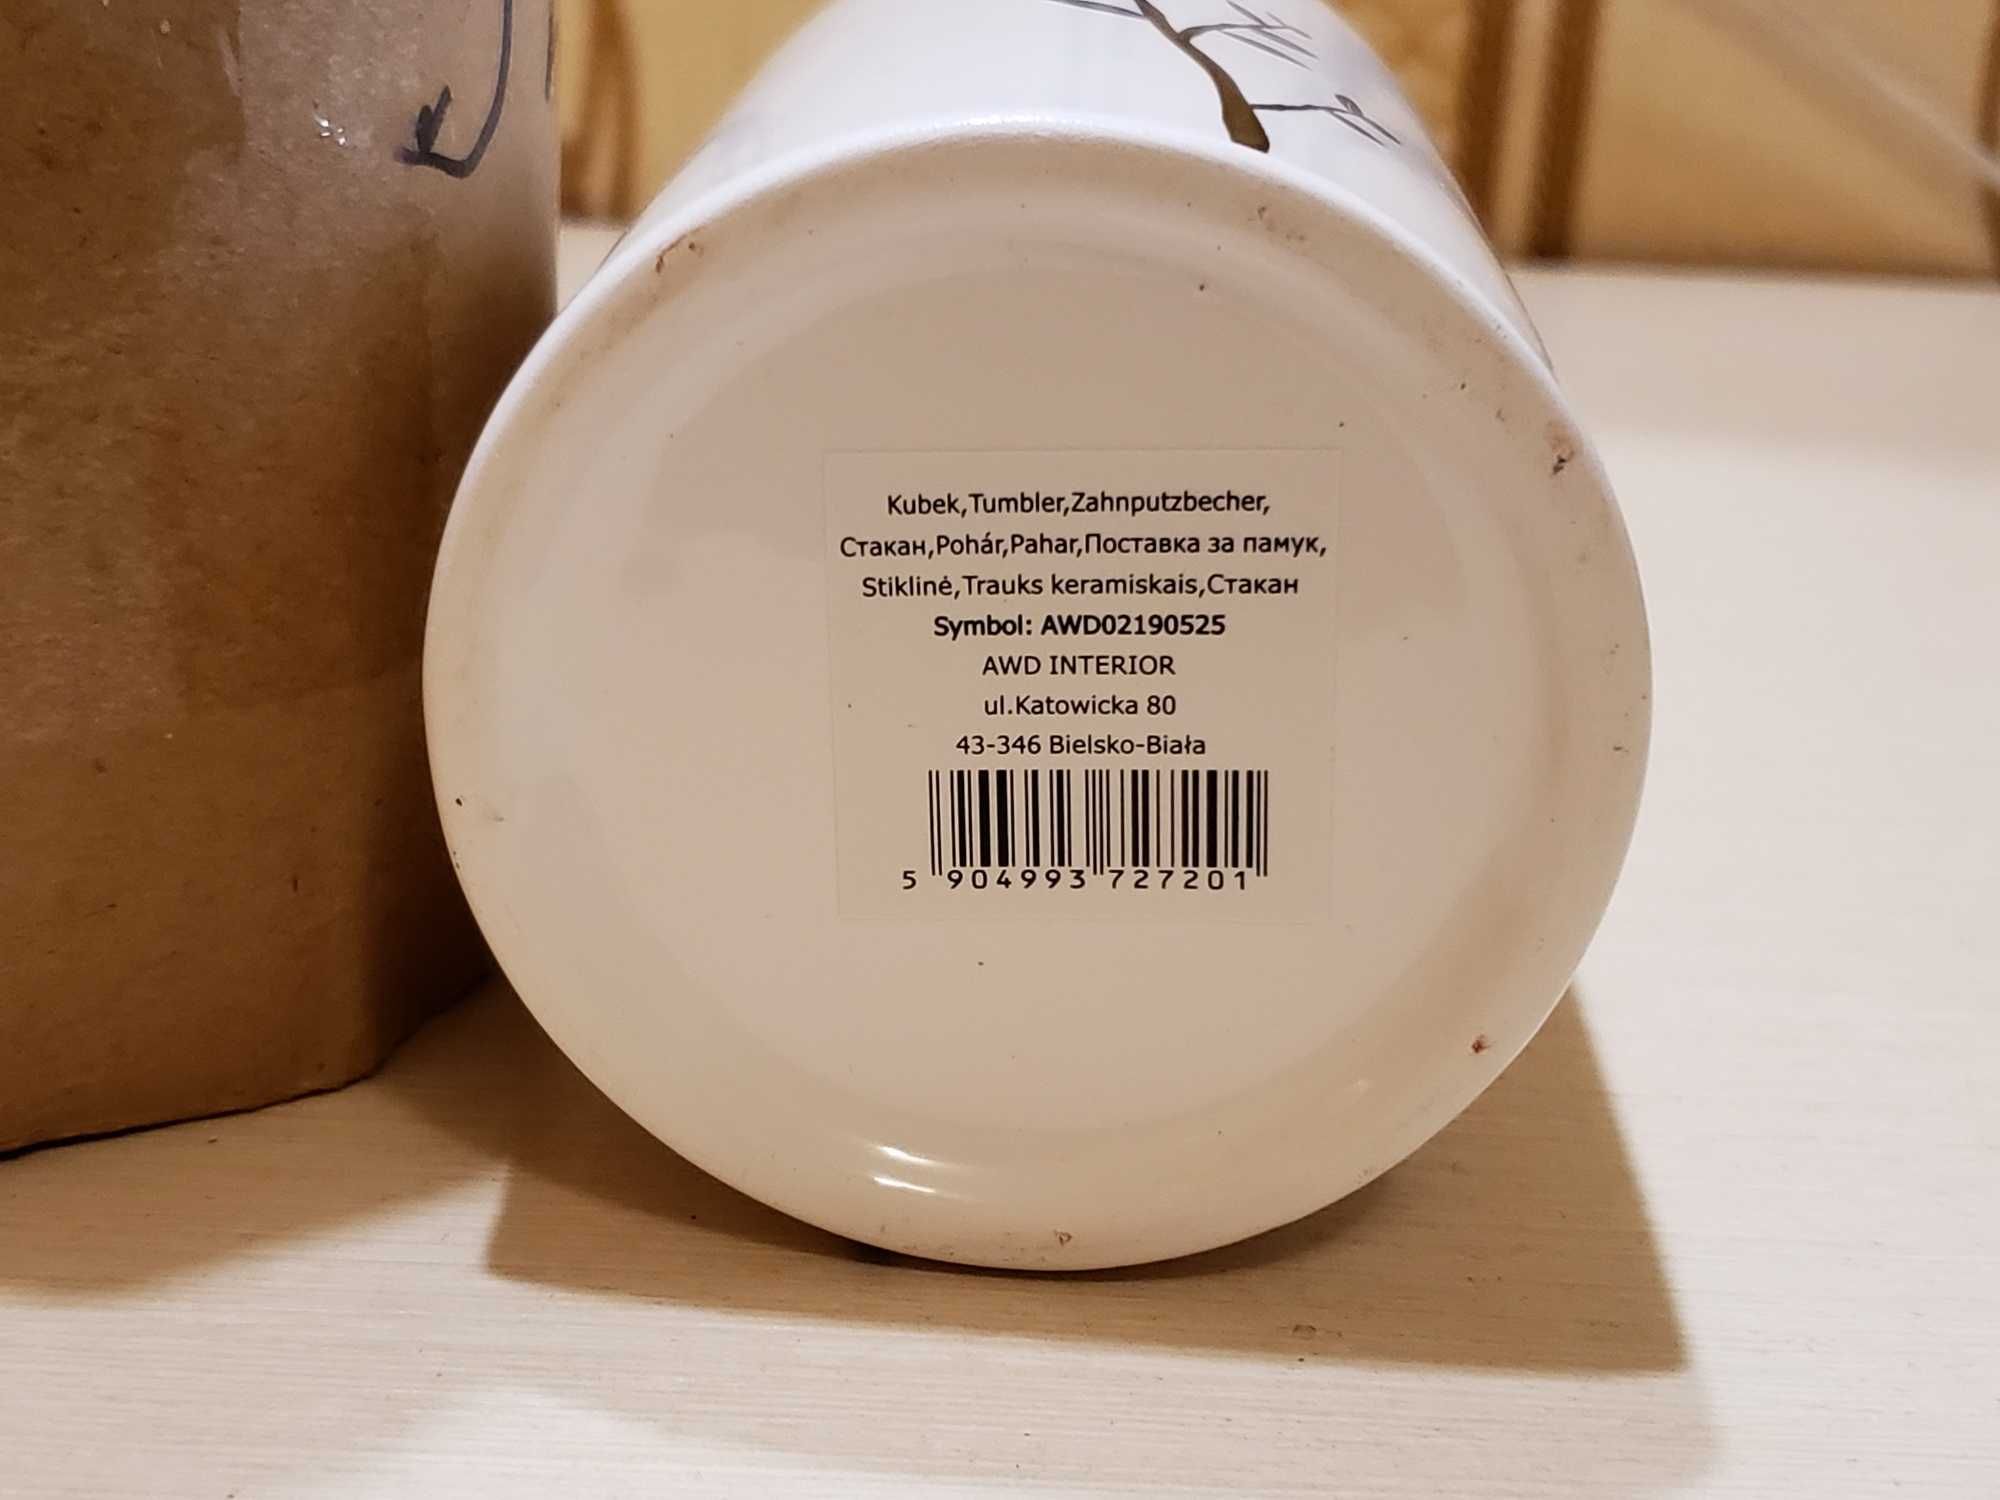 Kubek,Tumbler,Zahnputzbecher,
Стакан,Pohár,Pahar,Поставка за памук,
Stiklinė,Trauks keramiskais,Стакан
Symbol: AWD02190525
AWD INTERIOR
ul.Katowicka 80
43-346 Bielsko-Biała
5 904993 727201